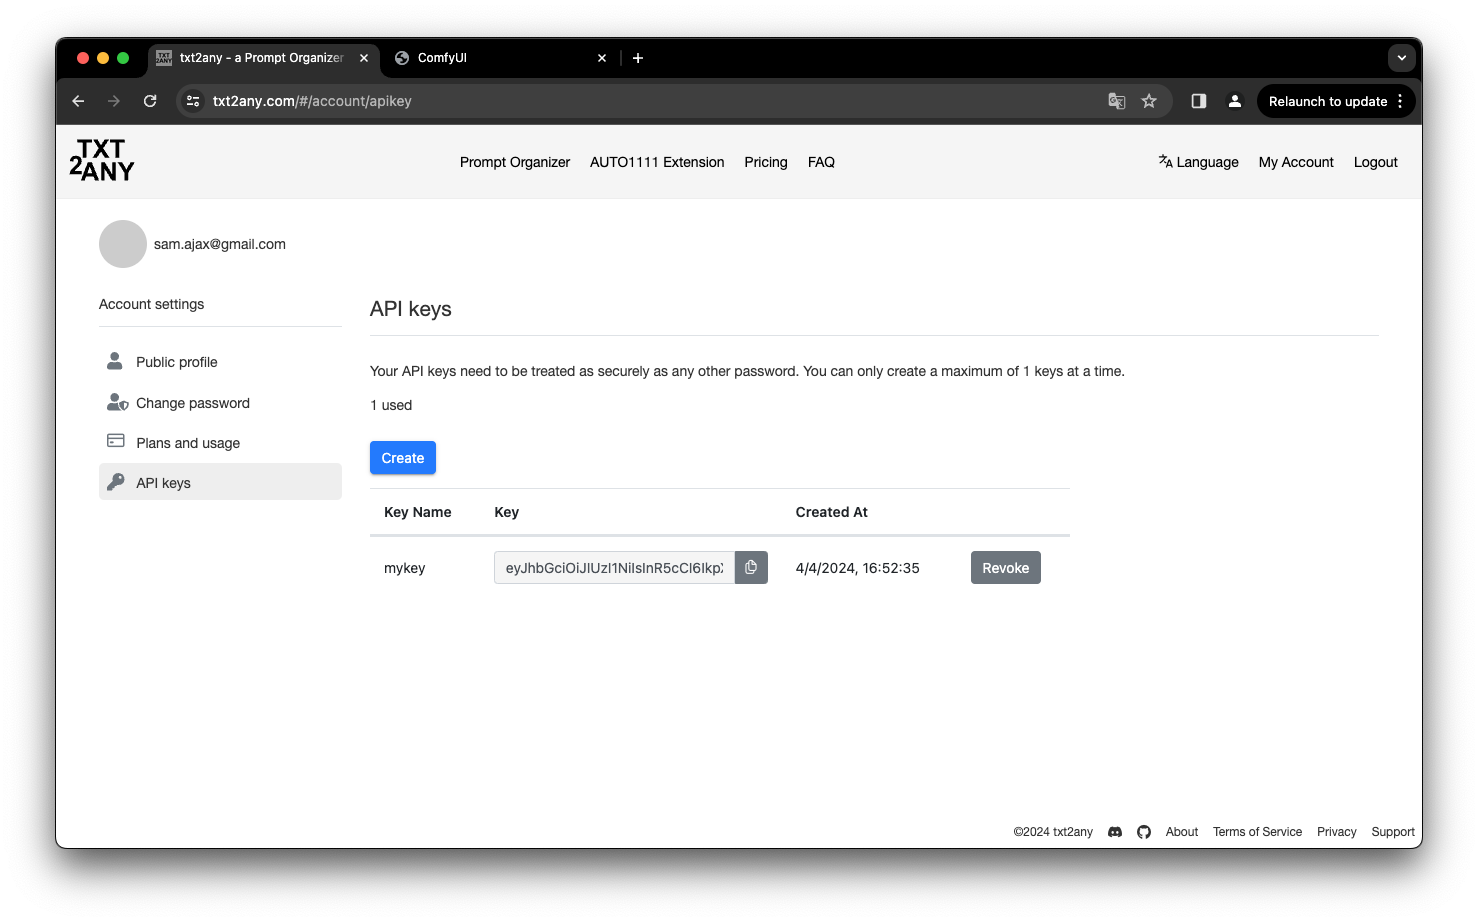 txt2any - a Prompt Organizer
ComfyUI
txt2any.com/#/account/apikey
Relaunch to update
TXT
2ANY
Prompt Organizer
AUTO1111 Extension
Pricing
FAQ
Language
My Account
Logout
sam.ajax@gmail.com
Account settings
Public profile
Change password
Plans and usage
API keys
API keys
Your API keys need to be treated as securely as any other password. You can only create a maximum of 1 keys at a time.
1 used
Create
Key Name
Key
Created At
mykey
eyJhbGciOiJIUzI1NiIsInR5cCI6IkpX
4/4/2024, 16:52:35
Revoke
©2024 txt2any
About
Terms of Service
Privacy
Support